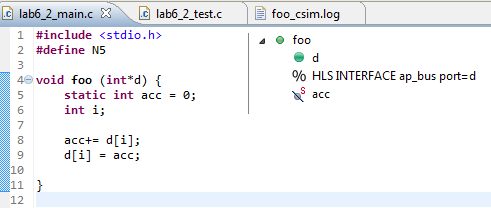 lab6_2_main.c
lab6_2_test.c
foo_csim.log
1 #include <stdio.h>
2 #define N5
3
4 void foo (int*d) {
5 static int acc = 0;
6 int i;
7
8 acc+= d[i];
9 d[i] = acc;
10
11 }
12
foo
d
% HLS INTERFACE ap_bus port=d
acc